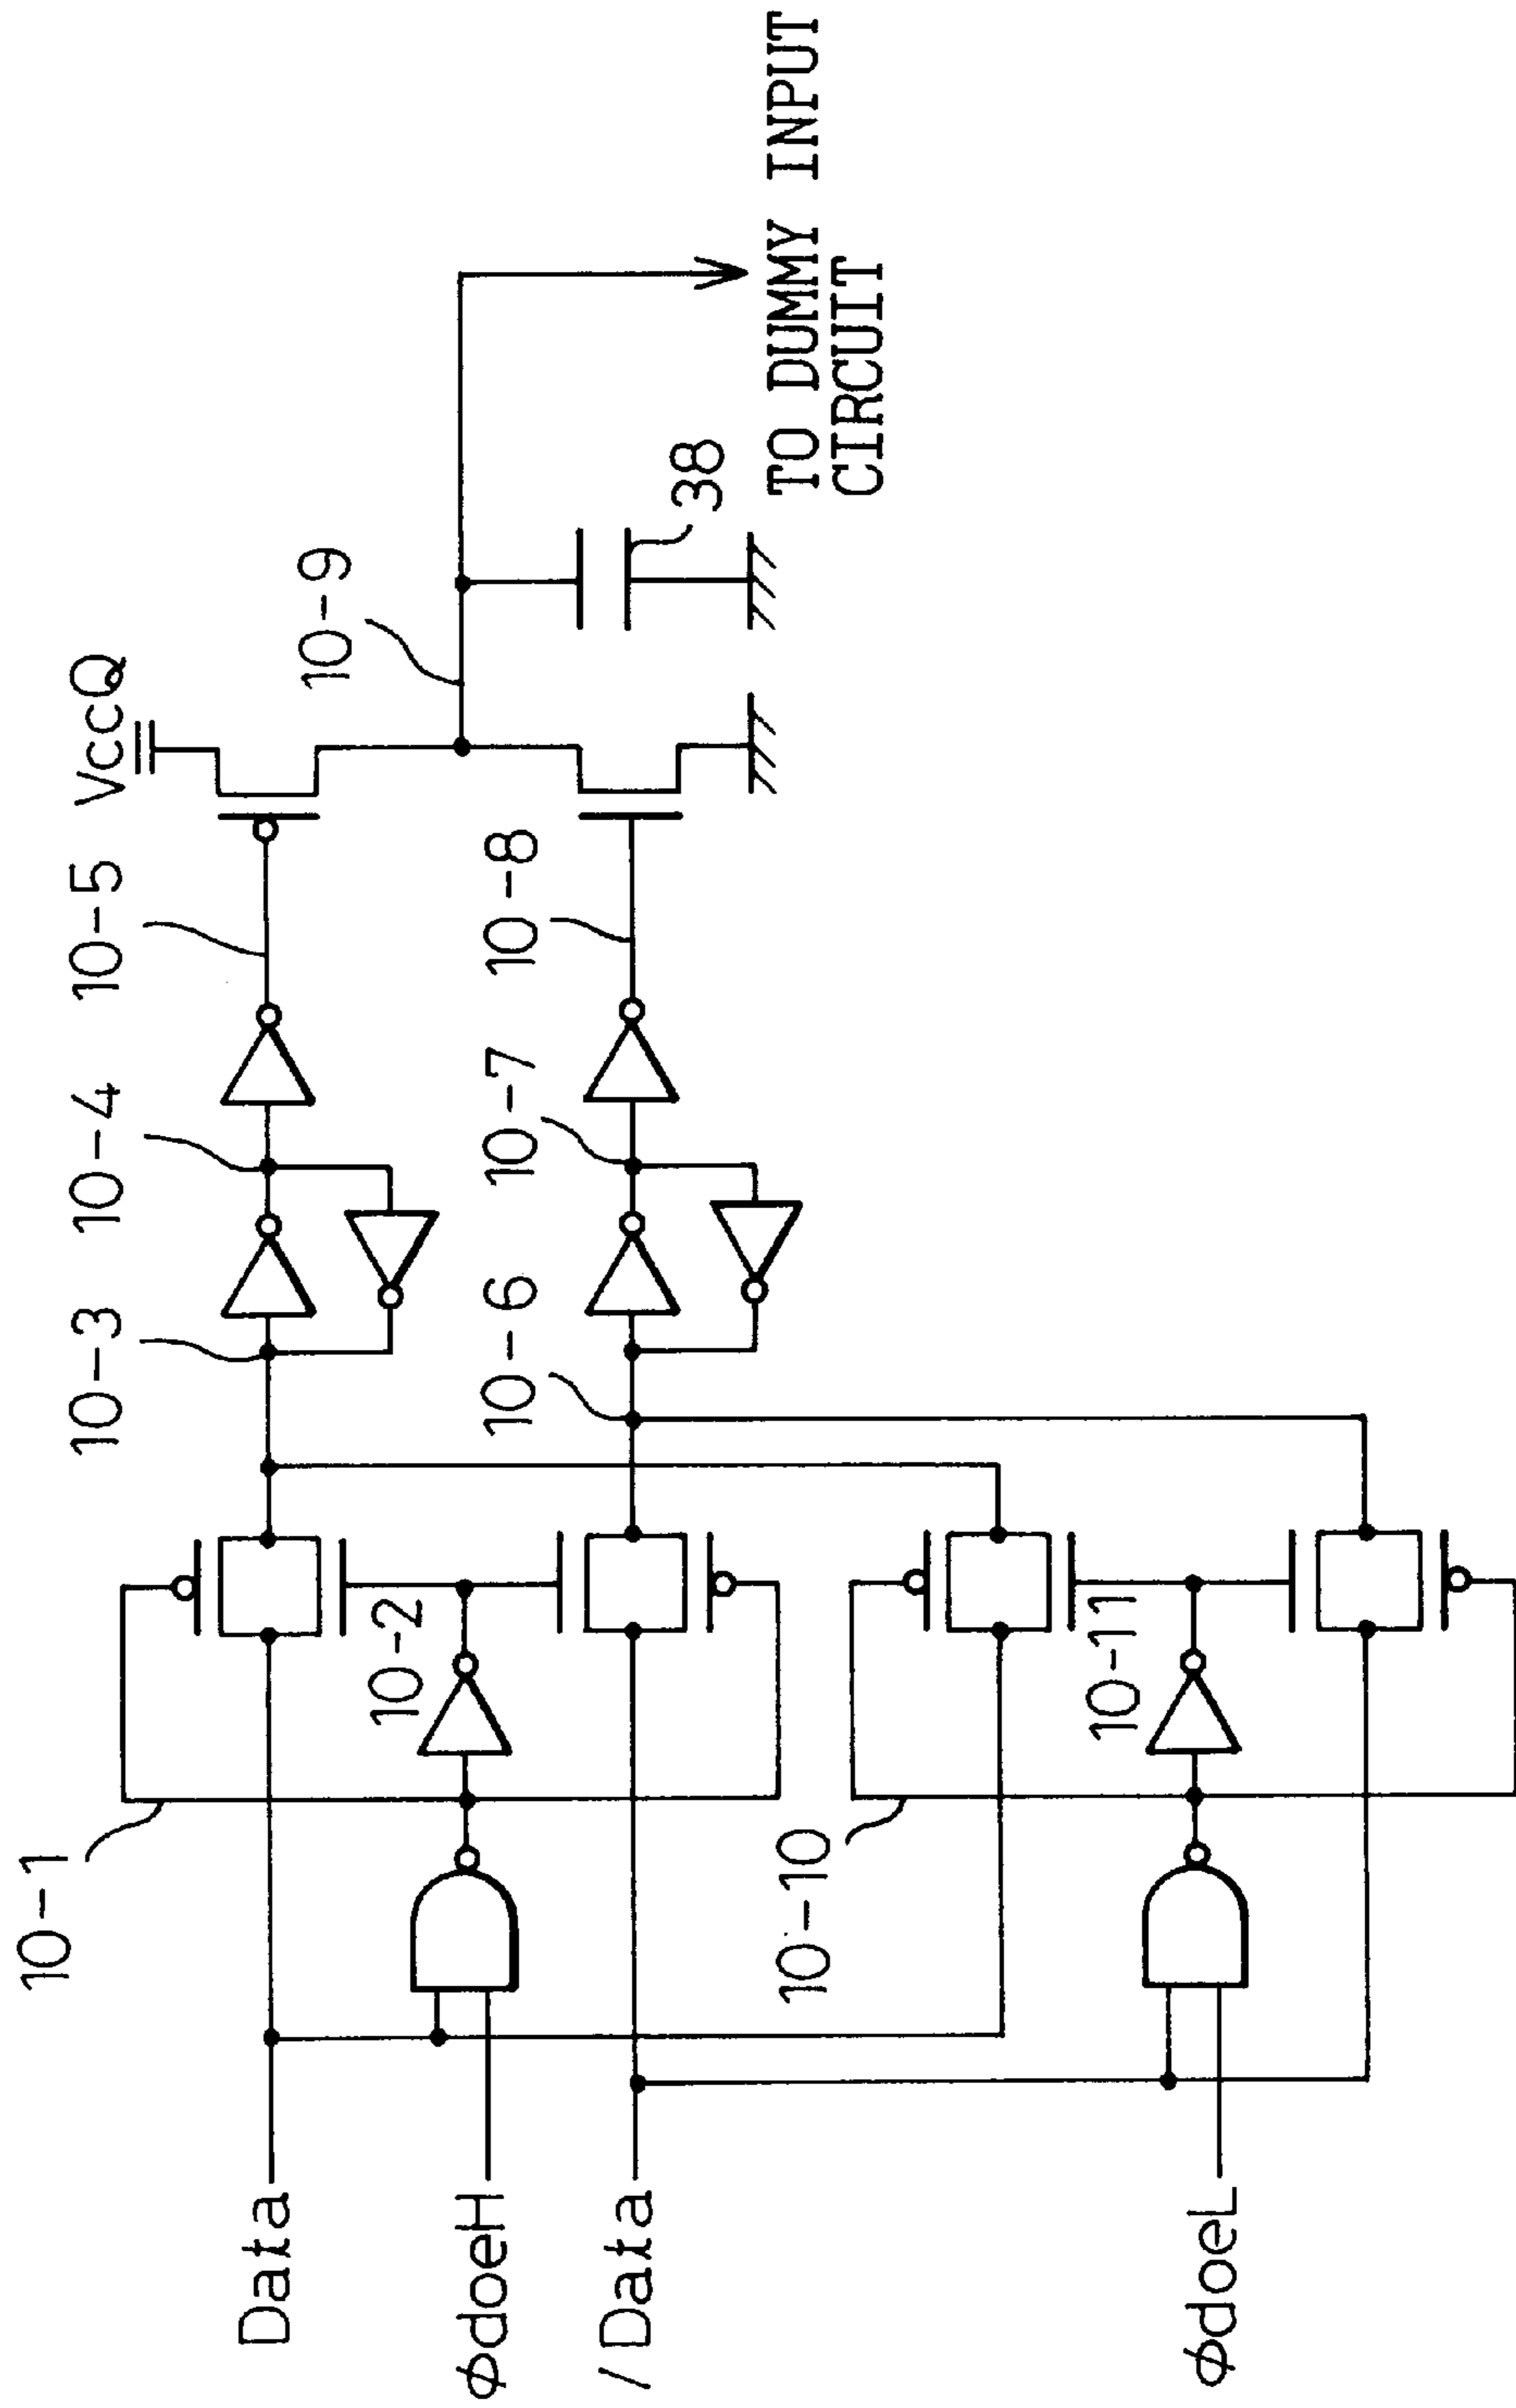 Data
ΦdoeH
/Data
ΦdoeL
10-1
10-2
10-10
10-11
10-3
10-4
10-5
10-6
10-7
10-8
VccQ
10-9
38
TO DUMMY INPUT
CIRCUIT